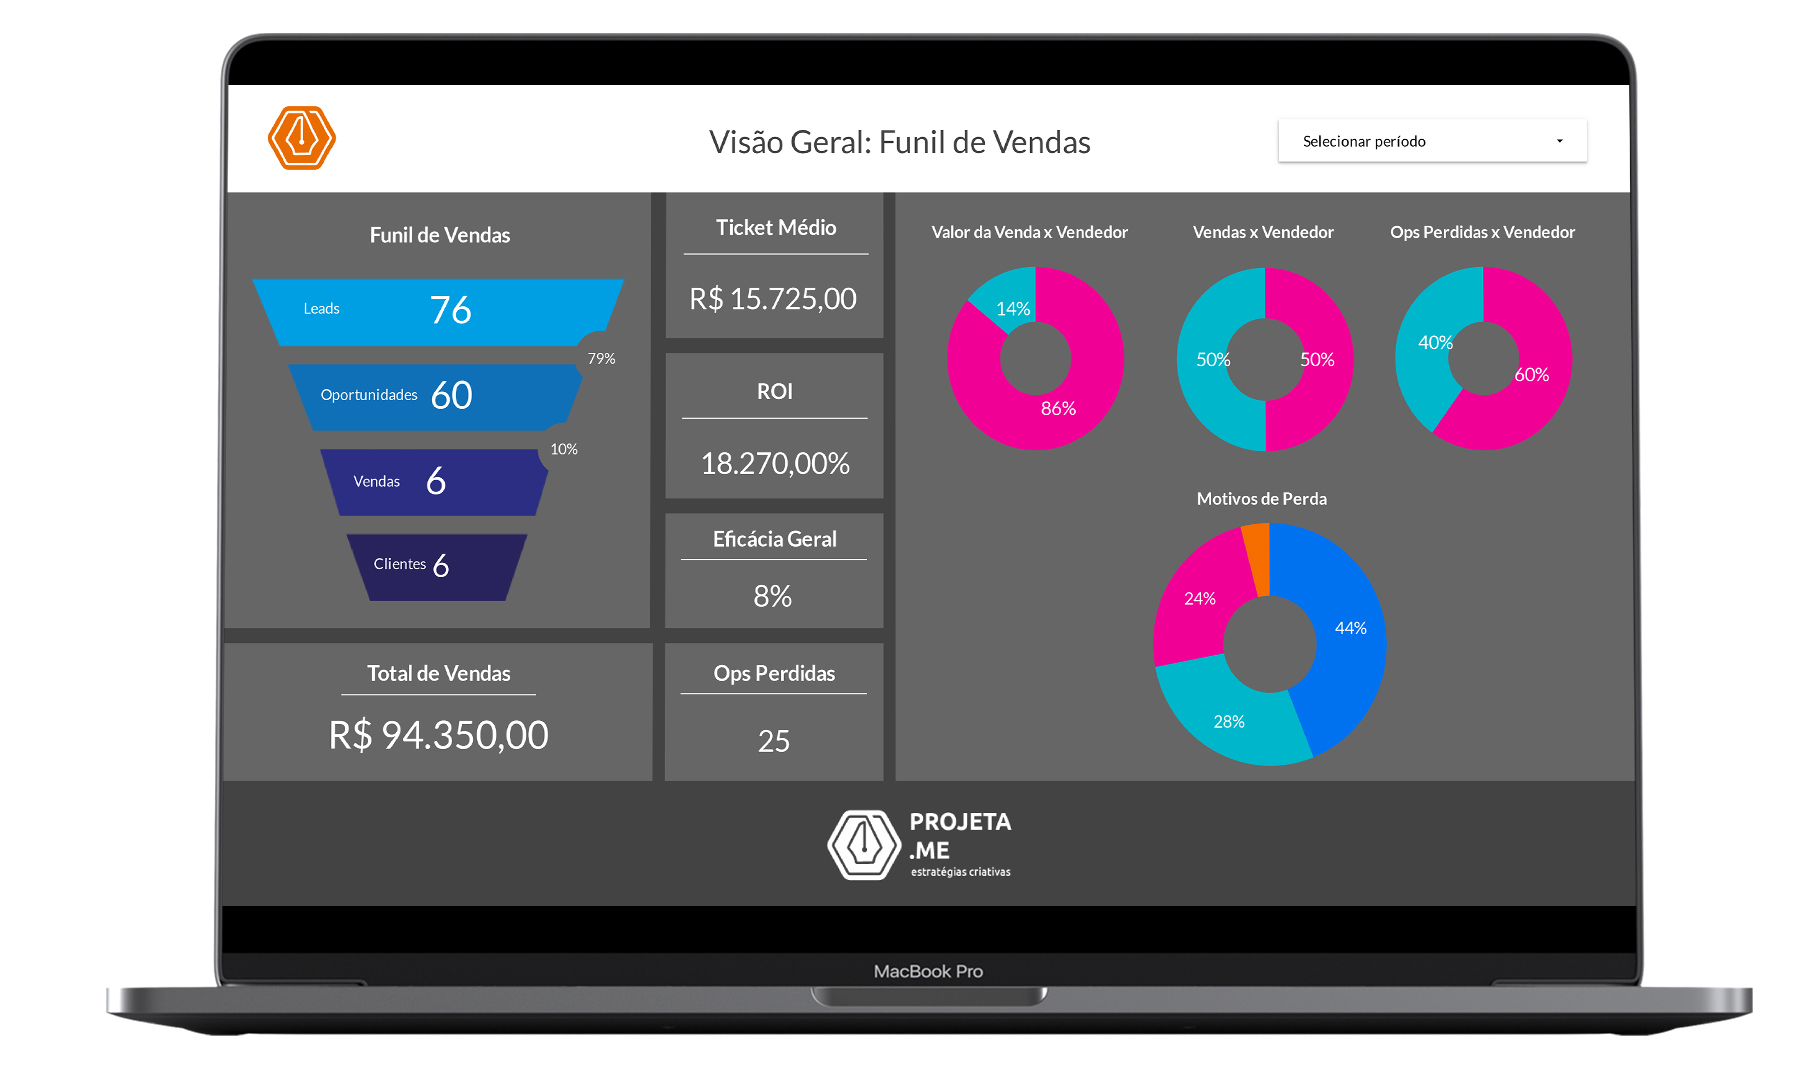 Visão Geral: Funil de Vendas
Selecionar período
Funil de Vendas
Leads 76
79%
Oportunidades 60
10%
Vendas 6
Clientes 6
Total de Vendas
R$ 94.350,00
Ticket Médio
R$ 15.725,00
ROI
18.270,00%
Eficácia Geral
8%
Ops Perdidas
25
Valor da Venda x Vendedor
14%
86%
Vendas x Vendedor
50% 50%
Ops Perdidas x Vendedor
40%
60%
Motivos de Perda
24%
44%
28%
PROJETA
.ME
estratégias criativas
MacBook Pro